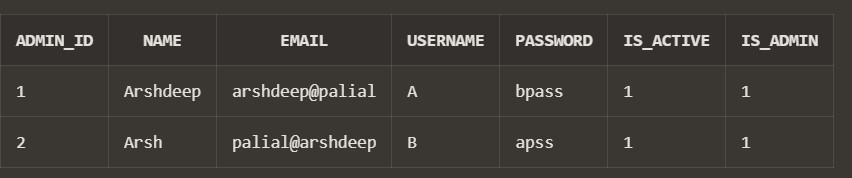 ADMIN_ID NAME EMAIL USERNAME PASSWORD IS_ACTIVE IS_ADMIN
1 Arshdeep arshdeep@palial A bpass 1 1
2 Arsh palial@arshdeep B apss 1 1